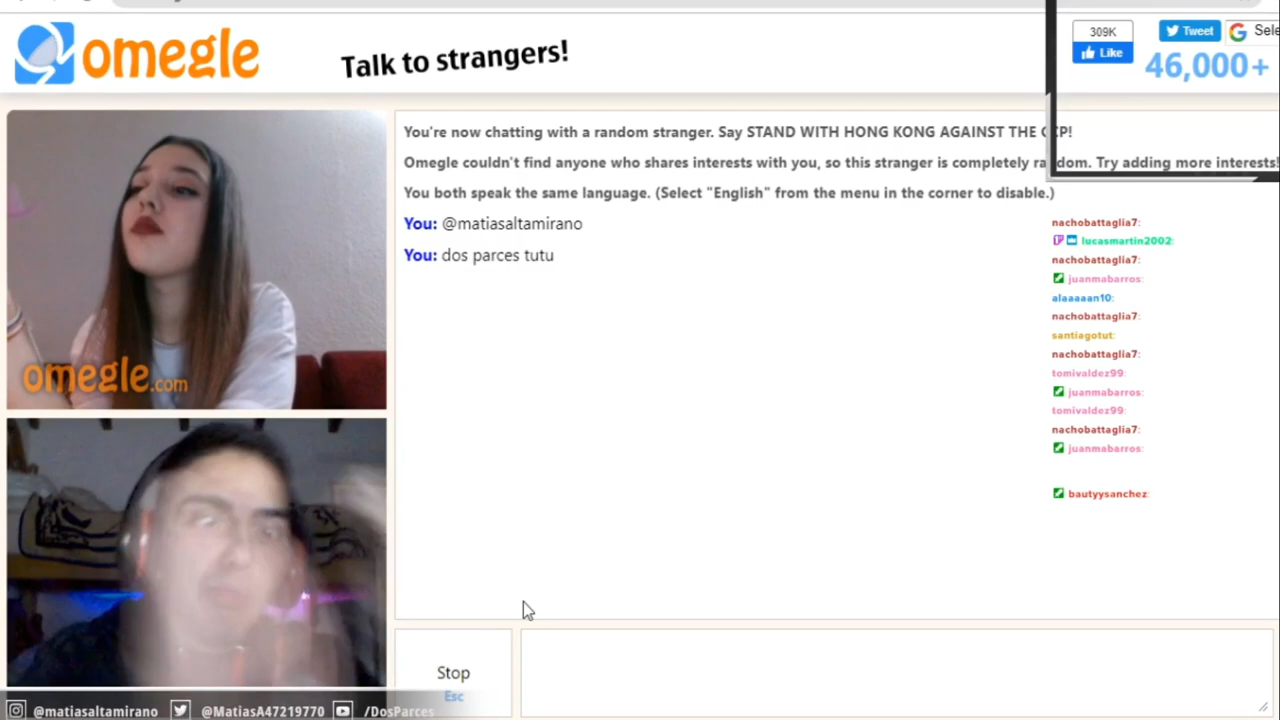 omegle
Talk to strangers!
309K
Like
Tweet
Sele
46,000+
You're now chatting with a random stranger. Say STAND WITH HONG KONG AGAINST THE CCP!
Omegle couldn't find anyone who shares interests with you, so this stranger is completely random. Try adding more interests!
You both speak the same language. (Select "English" from the menu in the corner to disable.)
You: @matiasaltamirano
You: dos parces tutu
nachobattaglia7:
lucasmartin2002:
nachobattaglia7:
juanmabarros:
alaaaaan10:
nachobattaglia7:
santiagotut:
nachobattaglia7:
tomivaldez99:
juanmabarros:
tomivaldez99:
nachobattaglia7:
juanmabarros:
bautyysanchez:
omegle.com
Stop
Esc
@matiasaltamirano @MatiasA47219770 /DosParces